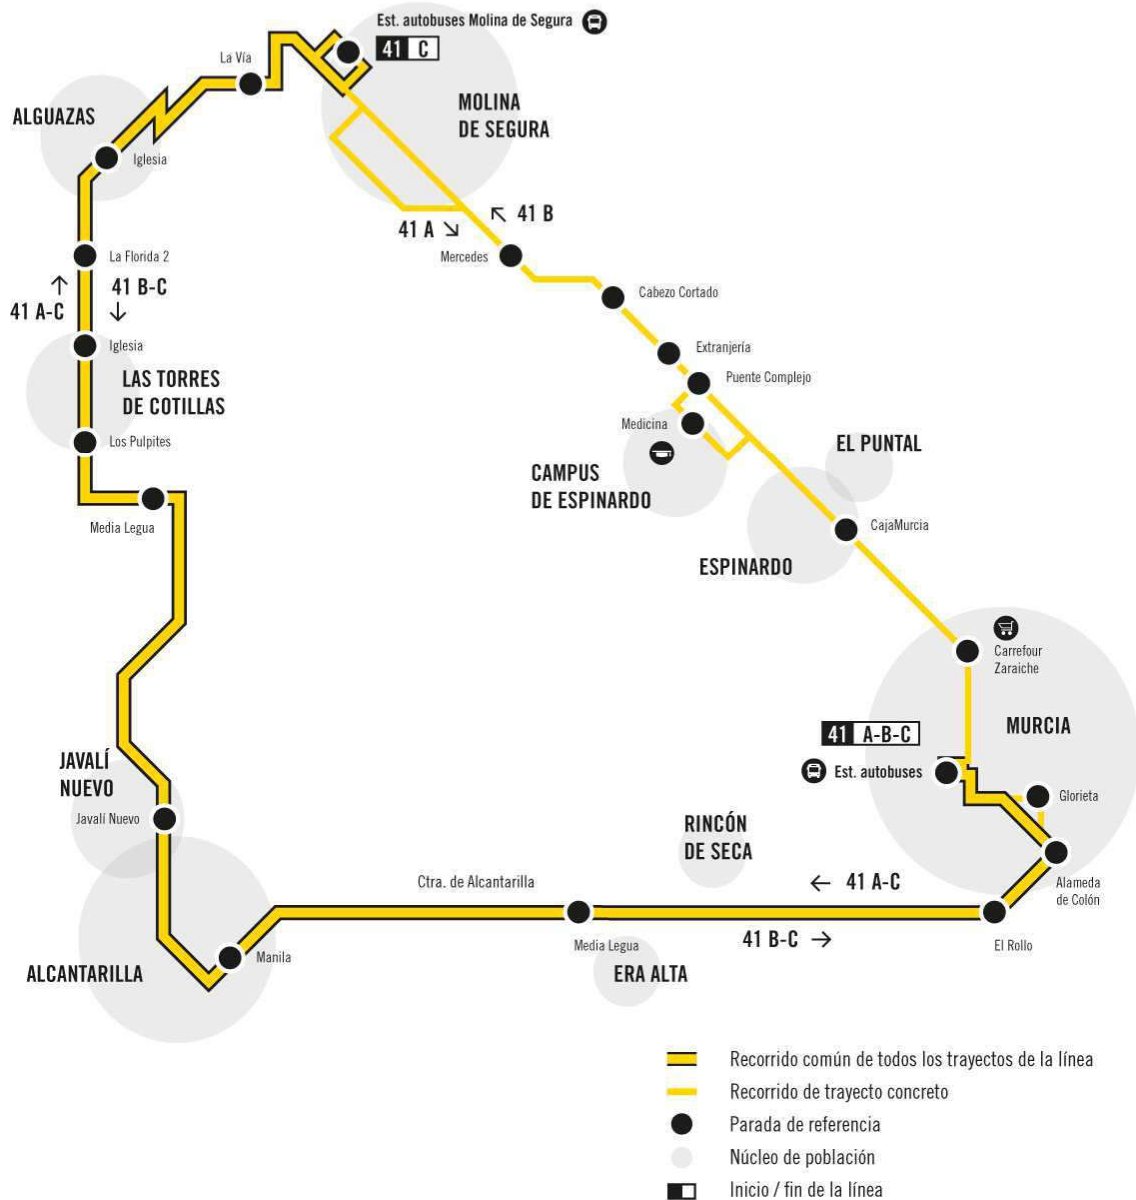 Est. autobuses Molina de Segura
41 C
La Vía
ALGUAZAS
MOLINA
DE SEGURA
Iglesia
41 B
41 A
Mercedes
La Florida 2
41 B-C
41 A-C
Cabezo Cortado
Iglesia
Extranjería
LAS TORRES
DE COTILLAS
Puente Complejo
Medicina
Los Pulpites
EL PUNTAL
CAMPUS
DE ESPINARDO
Media Legua
CajaMurcia
ESPINARDO
Carrefour
Zaraiche
MURCIA
41 A-B-C
JAVALÍ
NUEVO
Est. autobuses
Glorieta
Javalí Nuevo
RINCÓN
DE SECA
Ctra. de Alcantarilla
41 A-C
Alameda
de Colón
41 B-C
Media Legua
El Rollo
Manila
ALCANTARILLA
ERA ALTA
Recorrido común de todos los trayectos de la línea
Recorrido de trayecto concreto
Parada de referencia
Núcleo de población
Inicio / fin de la línea